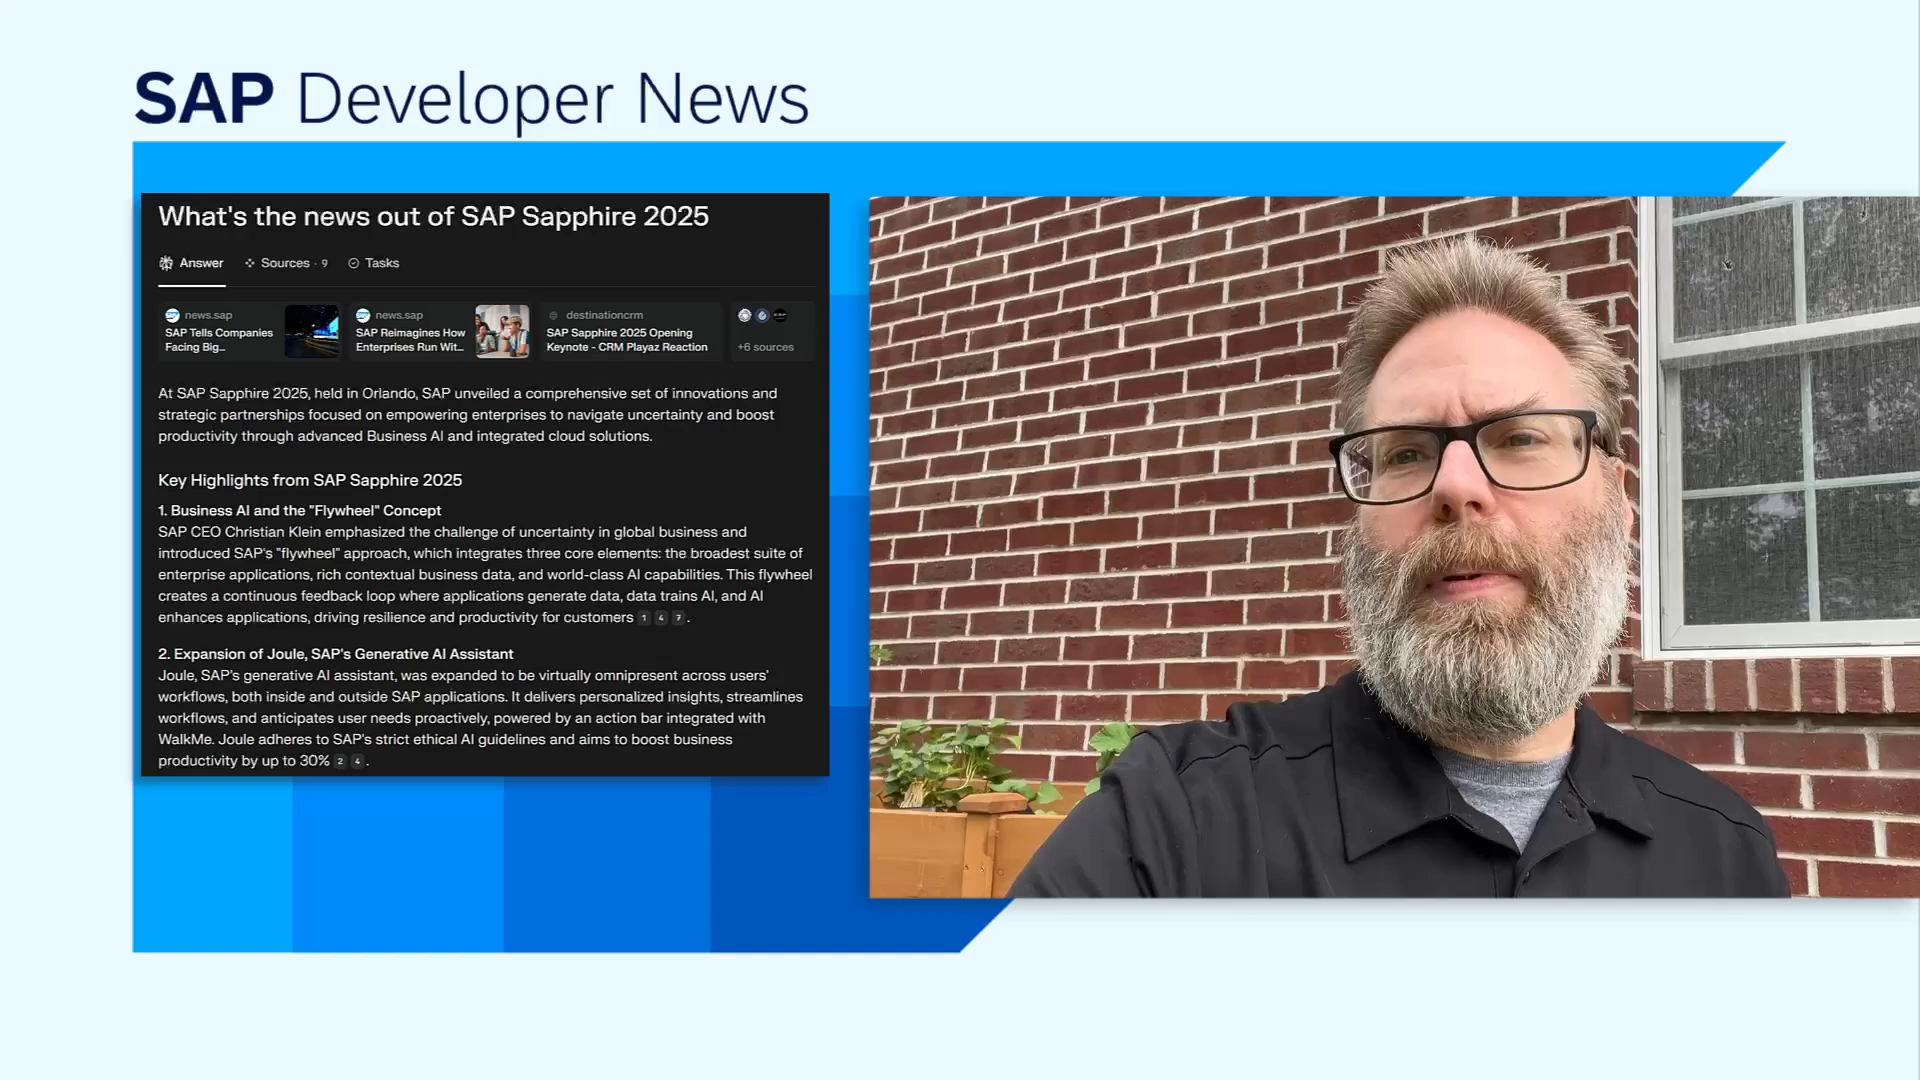 SAP Developer News
What's the news out of SAP Sapphire 2025
Answer
Sources · 9
Tasks
news.sap
SAP Tells Companies
Facing Big...
news.sap
SAP Reimagines How
Enterprises Run Wit...
destinationcrm
SAP Sapphire 2025 Opening
Keynote - CRM Playaz Reaction
+6 sources
At SAP Sapphire 2025, held in Orlando, SAP unveiled a comprehensive set of innovations and
strategic partnerships focused on empowering enterprises to navigate uncertainty and boost
productivity through advanced Business AI and integrated cloud solutions.
Key Highlights from SAP Sapphire 2025
1. Business AI and the "Flywheel" Concept
SAP CEO Christian Klein emphasized the challenge of uncertainty in global business and
introduced SAP's "flywheel" approach, which integrates three core elements: the broadest suite of
enterprise applications, rich contextual business data, and world-class AI capabilities. This flywheel
creates a continuous feedback loop where applications generate data, data trains AI, and AI
enhances applications, driving resilience and productivity for customers 1 4 7 .
2. Expansion of Joule, SAP's Generative AI Assistant
Joule, SAP's generative AI assistant, was expanded to be virtually omnipresent across users'
workflows, both inside and outside SAP applications. It delivers personalized insights, streamlines
workflows, and anticipates user needs proactively, powered by an action bar integrated with
WalkMe. Joule adheres to SAP's strict ethical AI guidelines and aims to boost business
productivity by up to 30% 2 4 .